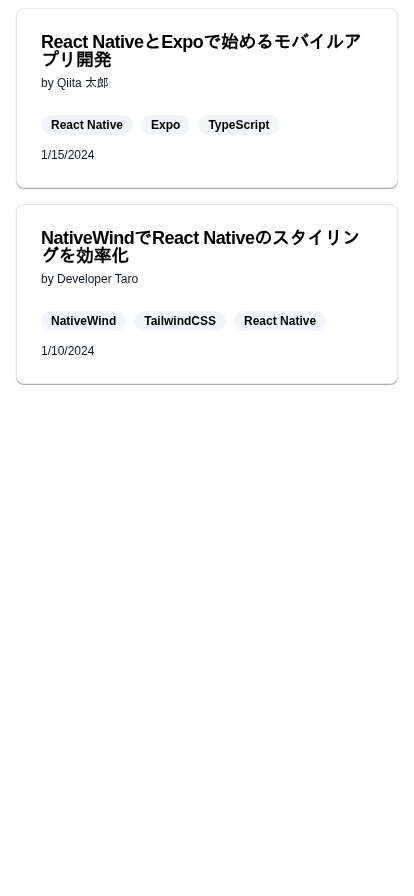 React NativeとExpoで始めるモバイルア
プリ開発
by Qiita 太郎
React Native Expo TypeScript
1/15/2024
NativeWindでReact Nativeのスタイリン
グを効率化
by Developer Taro
NativeWind TailwindCSS React Native
1/10/2024